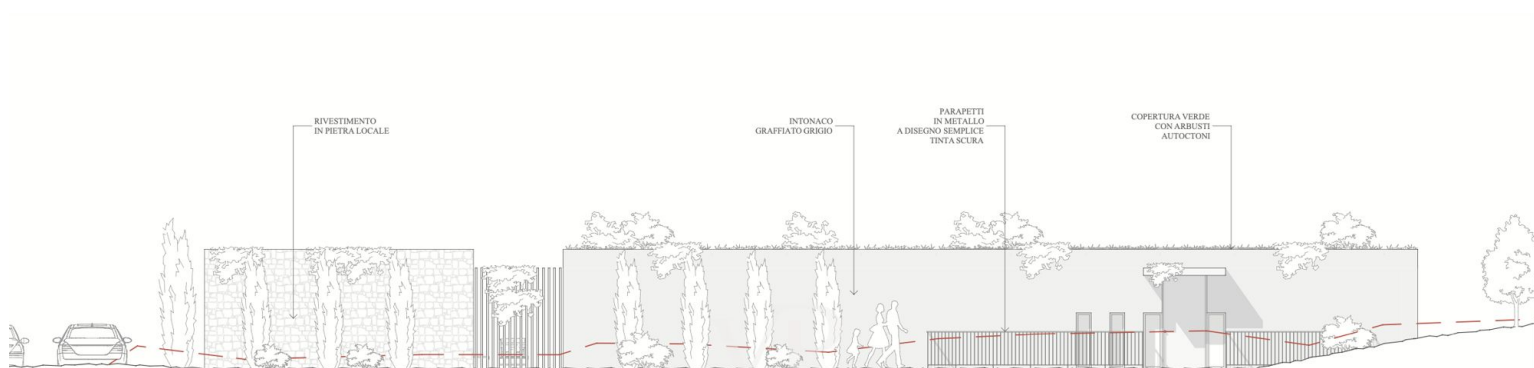 RIVESTIMENTO
IN PIETRA LOCALE
INTONACO
GRAFFIATO GRIGIO
PARAPETTI
IN METALLO
A DISEGNO SEMPLICE
TINTA SCURA
COPERTURA VERDE
CON ARBUSTI
AUTOCTONI